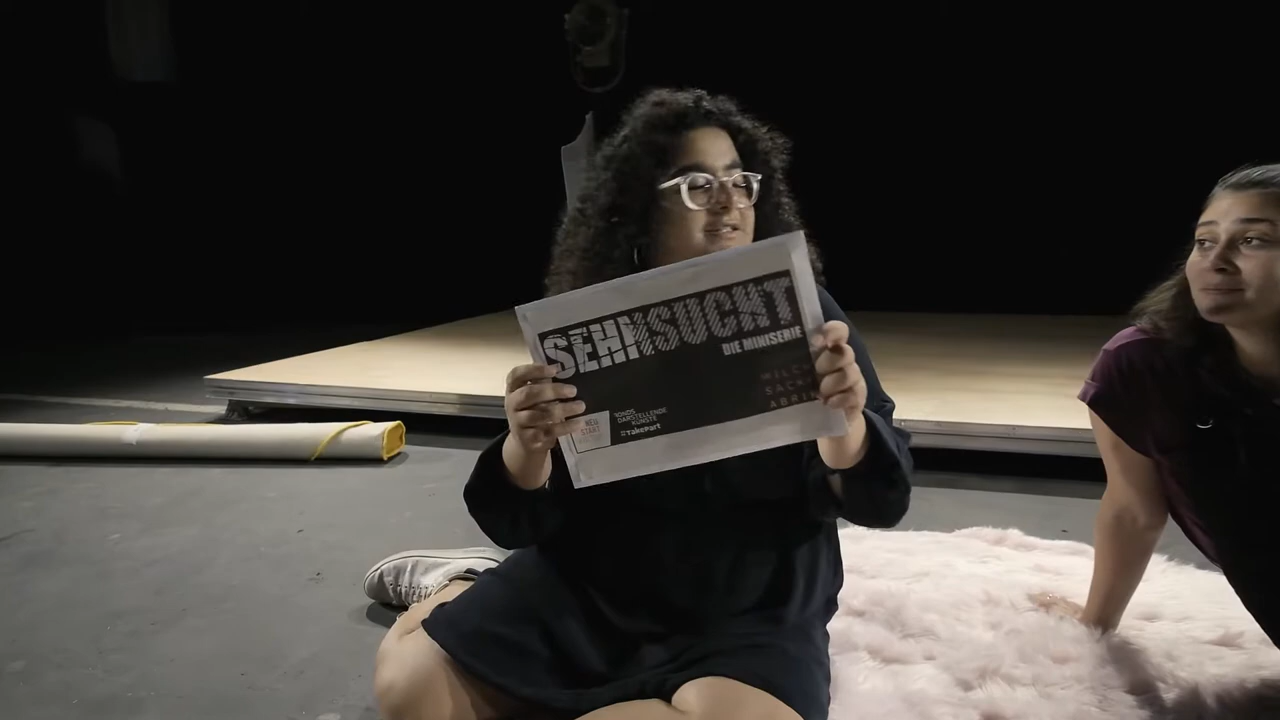 SEHNSUCHT
DIE MINISERIE
NEU
START
FONDS
DARSTELLENDE
KÜNSTE
#takepart